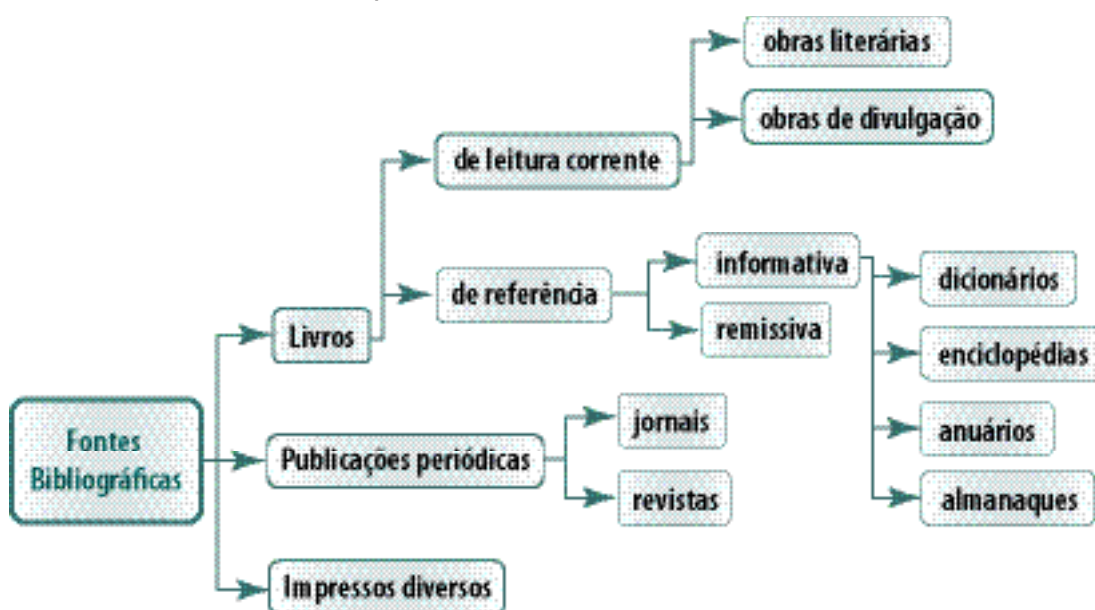 obras literárias
obras de divulgação
de leitura corrente
informativa
dicionários
de referência
remissiva
enciclopédias
Livros
anuários
jornais
Fontes
Bibliográficas
Publicações periódicas
revistas
almanaques
Impressos diversos